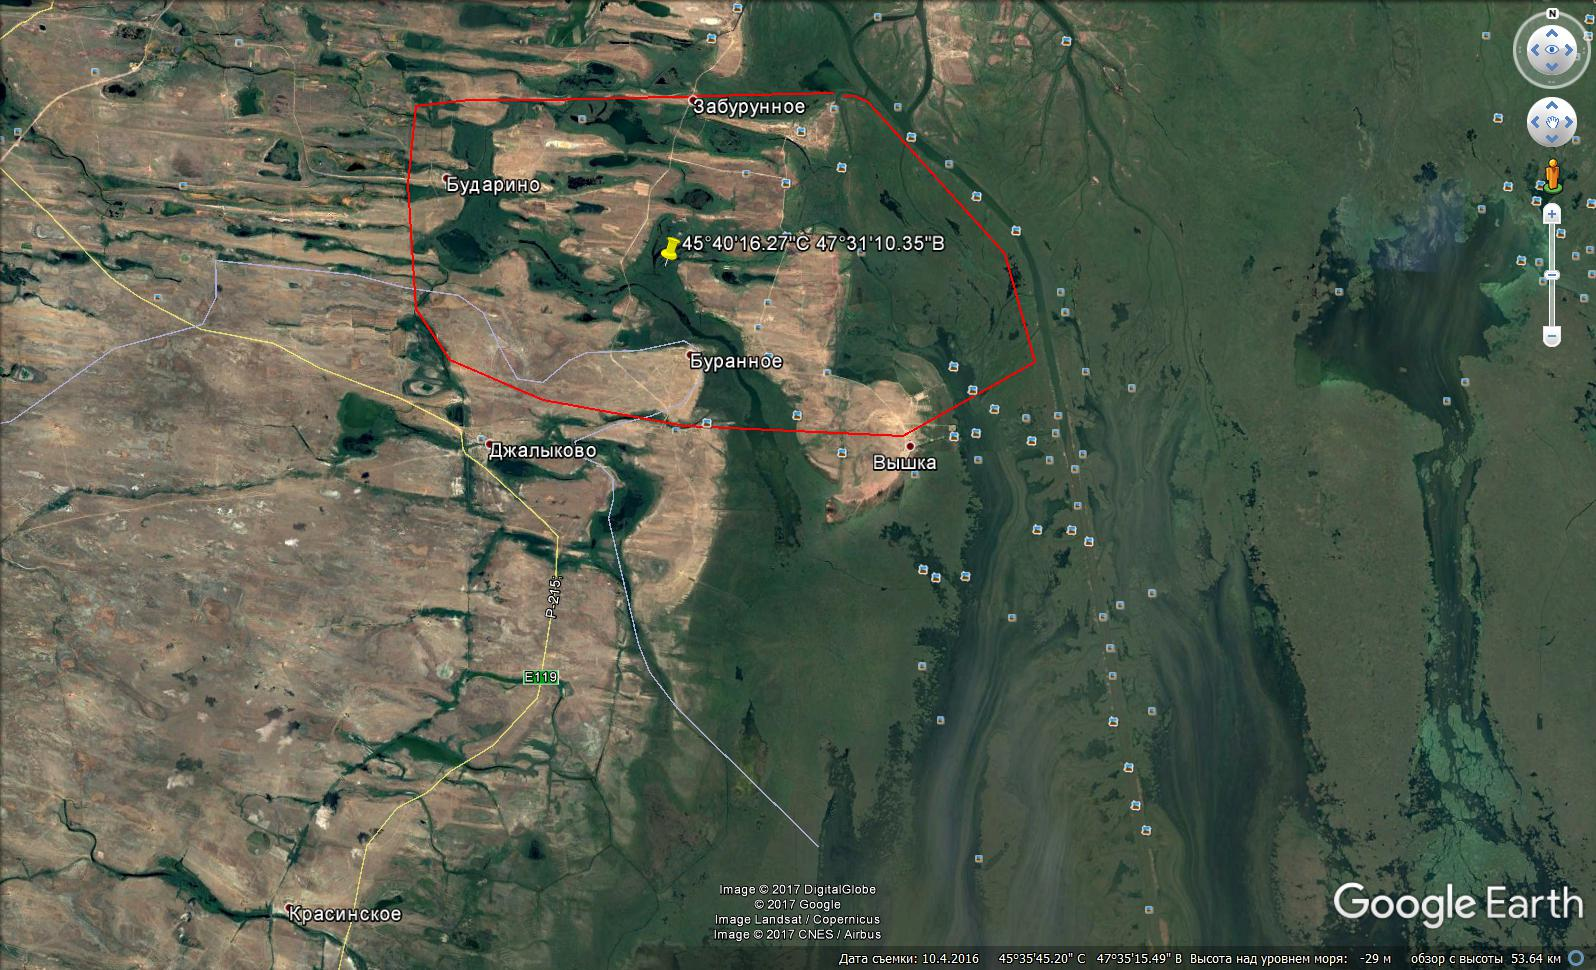 N
Забурунное
Бударино
45°40'16.27"С 47°31'10.35"В
Буранное
Джалыково
Вышка
Р-215
E119
Красинское
Image © 2017 DigitalGlobe
© 2017 Google
Image Landsat / Copernicus
Image © 2017 CNES / Airbus
Google Earth
Дата съемки: 10.4.2016 45°35'45.20" С 47°35'15.49" В Высота над уровнем моря: -29 м обзор с высоты 53.64 км